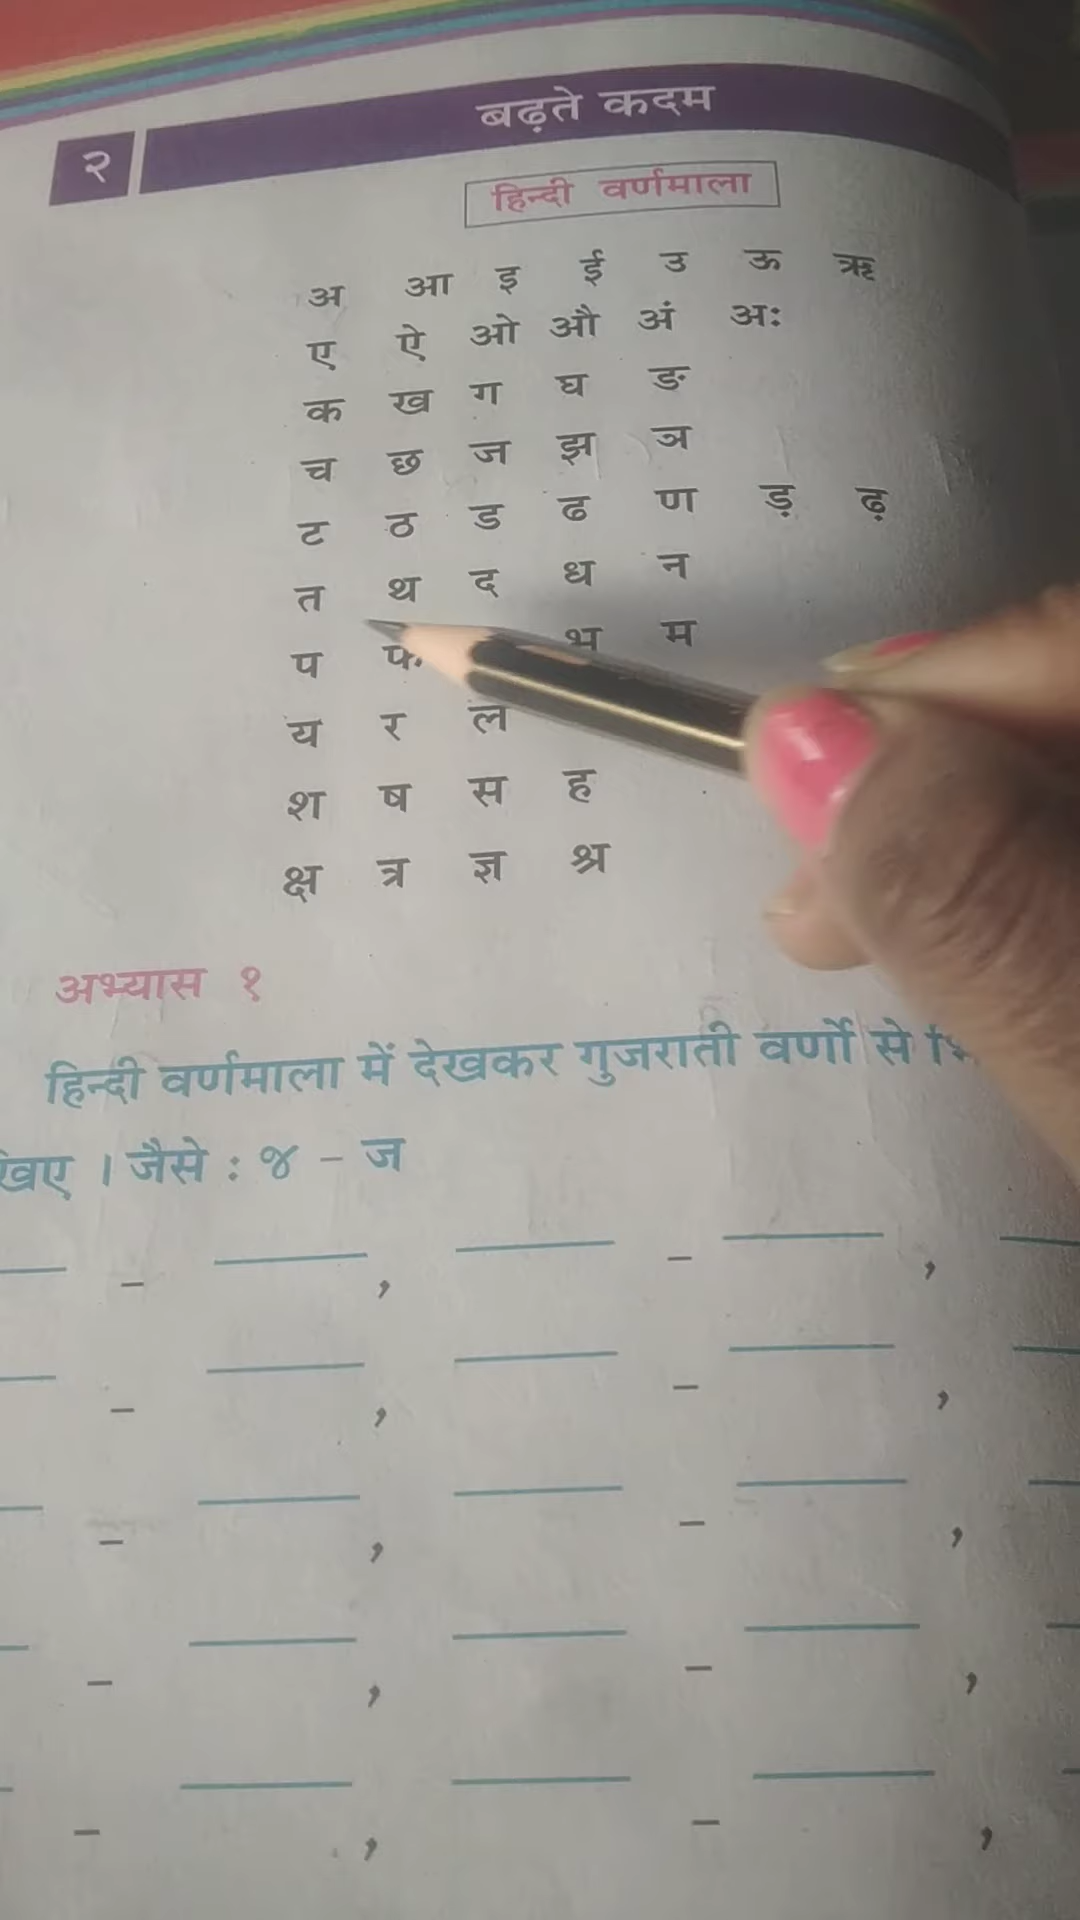 २ बढ़ते कदम
हिन्दी वर्णमाला
अ आ इ ई उ ऊ ऋ
ए ऐ ओ औ अं अः
क ख ग घ ङ
च छ ज झ ञ
ट ठ ड ढ ण ड़ ढ़
त थ द ध न
प फ भ म
य र ल
श ष स ह
क्ष त्र ज्ञ श्र
अभ्यास १
हिन्दी वर्णमाला में देखकर गुजराती वर्णों से
जैसे : જ - ज
- , - ,
- , - ,
- , - ,
- , - ,
- , - ,